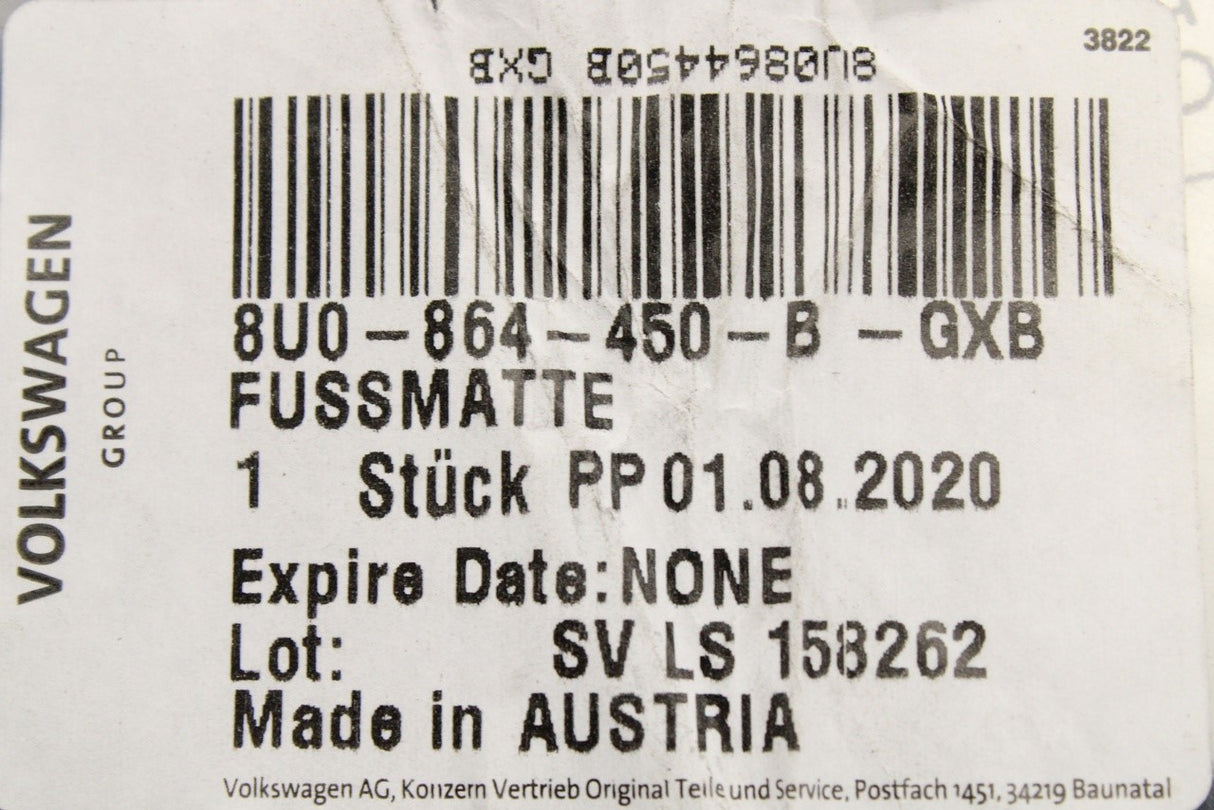 3822
8U0864450B GXB
8U0-864-450-B -GXB
FUSSMATTE
1 Stück PP 01.08.2020
Expire Date:NONE
Lot: SV LS 158262
Made in AUSTRIA
Volkswagen AG, Konzern Vertrieb Original Teile und Service, Postfach 1451, 34219 Baunatal
VOLKSWAGEN
GROUP